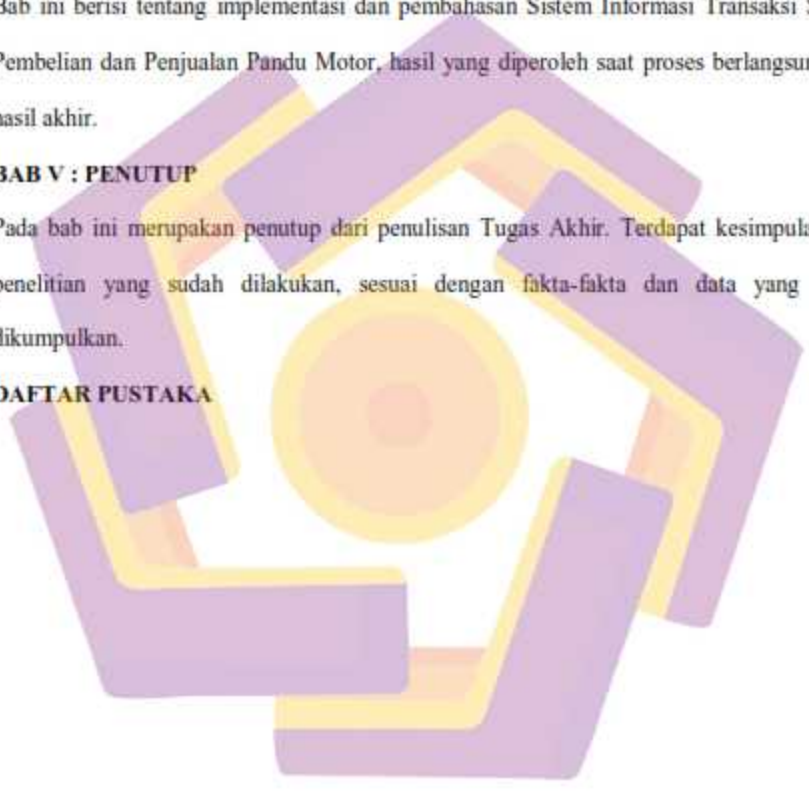 Bab ini berisi tentang implementasi dan pembahasan Sistem Informasi Transaksi
Pembelian dan Penjualan Pandu Motor, hasil yang diperoleh saat proses berlangsun
hasil akhir.
BAB V : PENUTUP
Pada bab ini merupakan penutup dari penulisan Tugas Akhir. Terdapat kesimpula
penelitian yang sudah dilakukan, sesuai dengan fakta-fakta dan data yang
dikumpulkan.
DAFTAR PUSTAKA